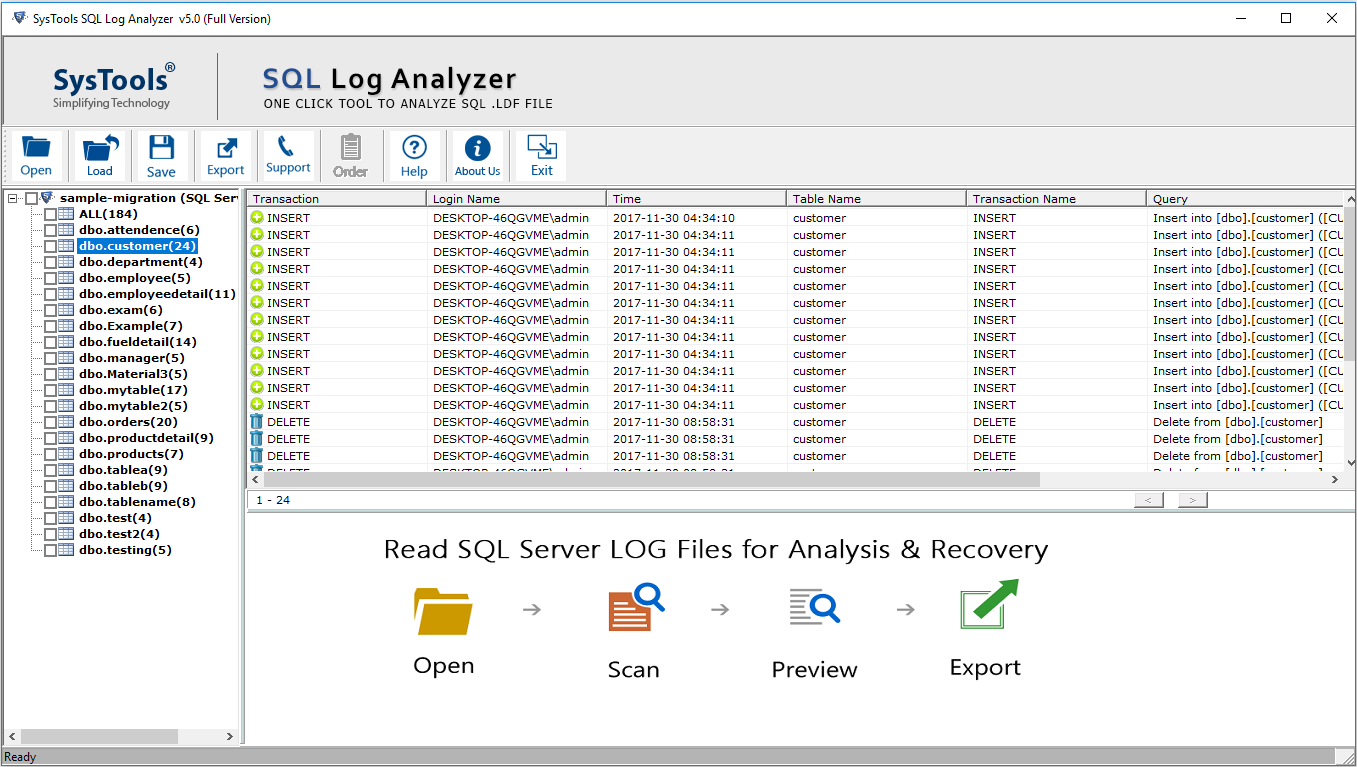 SysTools SQL Log Analyzer v5.0 (Full Version)
SysTools®
Simplifying Technology
SQL Log Analyzer
ONE CLICK TOOL TO ANALYZE SQL .LDF FILE
Open Load Save Export Support Order Help About Us Exit
sample-migration (SQL Ser
ALL(184)
dbo.attendence(6)
dbo.customer(24)
dbo.department(4)
dbo.employee(5)
dbo.employeedetail(11)
dbo.exam(6)
dbo.Example(7)
dbo.fueldetail(14)
dbo.manager(5)
dbo.Material3(5)
dbo.mytable(17)
dbo.mytable2(5)
dbo.orders(20)
dbo.productdetail(9)
dbo.products(7)
dbo.tablea(9)
dbo.tableb(9)
dbo.tablename(8)
dbo.test(4)
dbo.test2(4)
dbo.testing(5)
Transaction Login Name Time Table Name Transaction Name Query
INSERT DESKTOP-46QGVME\admin 2017-11-30 04:34:10 customer INSERT Insert into [dbo].[customer] ([CU
INSERT DESKTOP-46QGVME\admin 2017-11-30 04:34:11 customer INSERT Insert into [dbo].[customer] ([CU
INSERT DESKTOP-46QGVME\admin 2017-11-30 04:34:11 customer INSERT Insert into [dbo].[customer] ([CU
INSERT DESKTOP-46QGVME\admin 2017-11-30 04:34:11 customer INSERT Insert into [dbo].[customer] ([CU
INSERT DESKTOP-46QGVME\admin 2017-11-30 04:34:11 customer INSERT Insert into [dbo].[customer] ([CU
INSERT DESKTOP-46QGVME\admin 2017-11-30 04:34:11 customer INSERT Insert into [dbo].[customer] ([CU
INSERT DESKTOP-46QGVME\admin 2017-11-30 04:34:11 customer INSERT Insert into [dbo].[customer] ([CU
INSERT DESKTOP-46QGVME\admin 2017-11-30 04:34:11 customer INSERT Insert into [dbo].[customer] ([CU
INSERT DESKTOP-46QGVME\admin 2017-11-30 04:34:11 customer INSERT Insert into [dbo].[customer] ([CU
INSERT DESKTOP-46QGVME\admin 2017-11-30 04:34:11 customer INSERT Insert into [dbo].[customer] ([CU
INSERT DESKTOP-46QGVME\admin 2017-11-30 04:34:11 customer INSERT Insert into [dbo].[customer] ([CU
INSERT DESKTOP-46QGVME\admin 2017-11-30 04:34:11 customer INSERT Insert into [dbo].[customer] ([CU
DELETE DESKTOP-46QGVME\admin 2017-11-30 08:58:31 customer DELETE Delete from [dbo].[customer]
DELETE DESKTOP-46QGVME\admin 2017-11-30 08:58:31 customer DELETE Delete from [dbo].[customer]
DELETE DESKTOP-46QGVME\admin 2017-11-30 08:58:31 customer DELETE Delete from [dbo].[customer]
1 - 24
< >
Read SQL Server LOG Files for Analysis & Recovery
Open Scan Preview Export
Ready